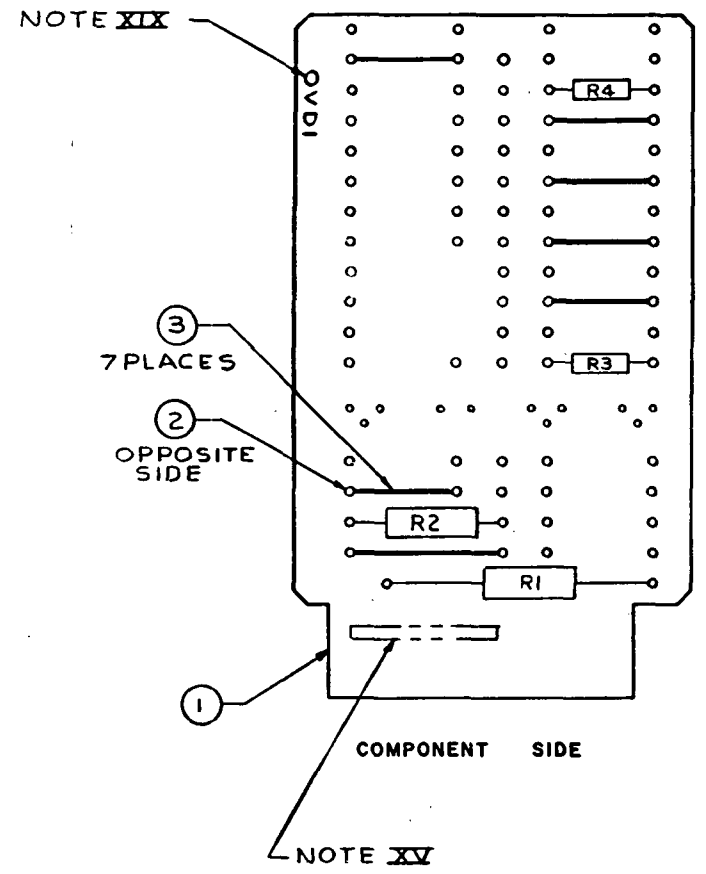 NOTE XIX
OVDI
R4
3
7 PLACES
R3
2
OPPOSITE
SIDE
R2
R1
1
COMPONENT SIDE
NOTE XV